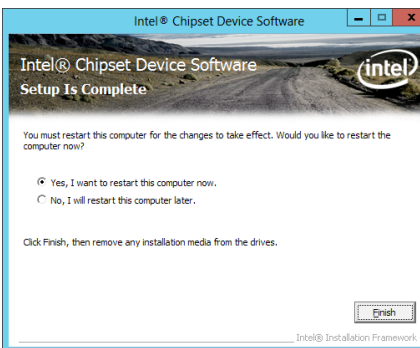 Intel® Chipset Device Software
Intel® Chipset Device Software
Setup Is Complete
intel
You must restart this computer for the changes to take effect. Would you like to restart the
computer now?
Yes, I want to restart this computer now.
No, I will restart this computer later.
Click Finish, then remove any installation media from the drives.
Finish
Intel® Installation Framework